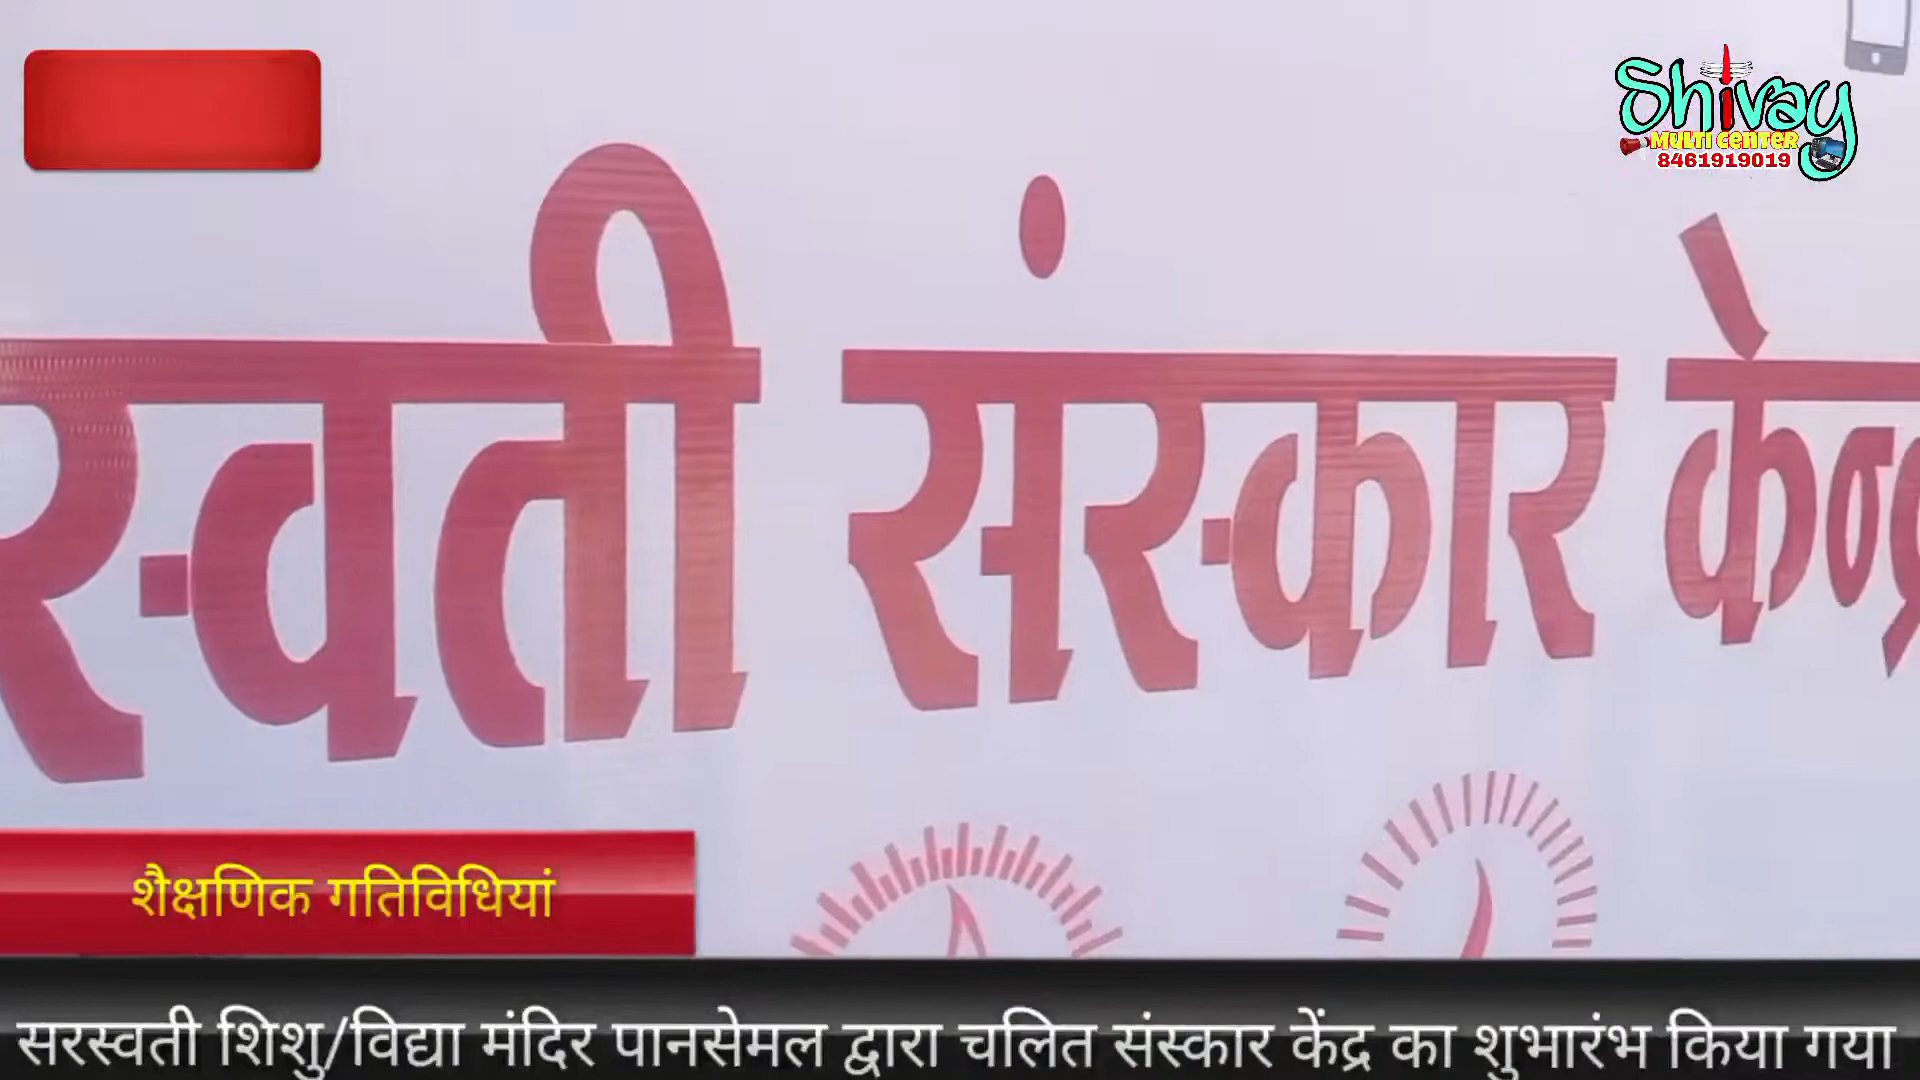 Shivay
MULTI CENTER
8461919019
स्वती संस्कार केन्द्र
शैक्षणिक गतिविधियां
सरस्वती शिशु/विद्या मंदिर पानसेमल द्वारा चलित संस्कार केंद्र का शुभारंभ किया गया